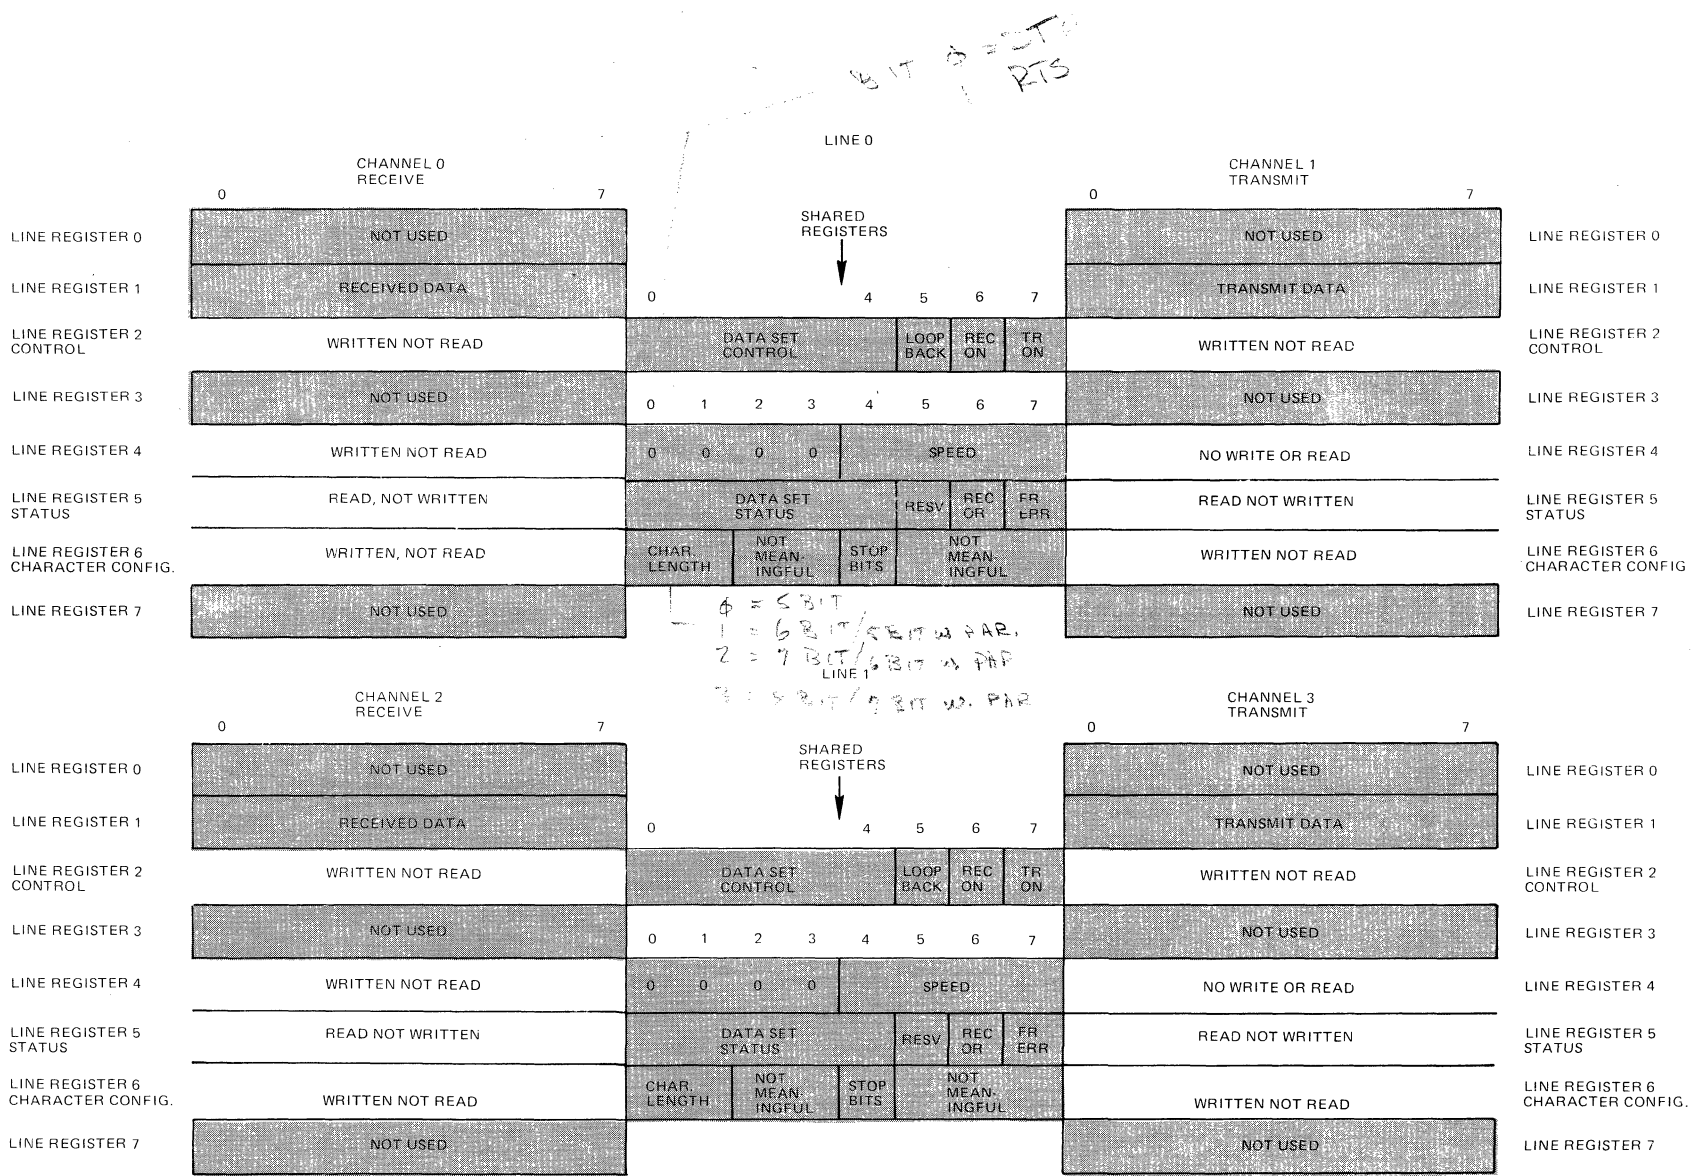 BIT φ = DTR
RTS
LINE 0
CHANNEL 0
RECEIVE
CHANNEL 1
TRANSMIT
0 7
0 7
SHARED
REGISTERS
LINE REGISTER 0 NOT USED NOT USED LINE REGISTER 0
LINE REGISTER 1 RECEIVED DATA 0 4 5 6 7 TRANSMIT DATA LINE REGISTER 1
LINE REGISTER 2
CONTROL
WRITTEN NOT READ
DATA SET
CONTROL
LOOP
BACK
REC
ON
TR
ON
WRITTEN NOT READ
LINE REGISTER 2
CONTROL
LINE REGISTER 3 NOT USED 0 1 2 3 4 5 6 7 NOT USED LINE REGISTER 3
LINE REGISTER 4 WRITTEN NOT READ 0 0 0 0 SPEED NO WRITE OR READ LINE REGISTER 4
LINE REGISTER 5
STATUS
READ, NOT WRITTEN
DATA SET
STATUS
RESV
REC
OR
FR
ERR
READ NOT WRITTEN
LINE REGISTER 5
STATUS
LINE REGISTER 6
CHARACTER CONFIG.
WRITTEN, NOT READ
CHAR.
LENGTH
NOT
MEAN-
INGFUL
STOP
BITS
NOT
MEAN-
INGFUL
WRITTEN NOT READ
LINE REGISTER 6
CHARACTER CONFIG
LINE REGISTER 7 NOT USED NOT USED LINE REGISTER 7
φ = 5 BIT
1 = 6 BIT/5 BIT W PAR.
2 = 7 BIT/6 BIT W PAR
3 = 8 BIT/7 BIT W. PAR
LINE 1
CHANNEL 2
RECEIVE
CHANNEL 3
TRANSMIT
0 7
0 7
SHARED
REGISTERS
LINE REGISTER 0 NOT USED NOT USED LINE REGISTER 0
LINE REGISTER 1 RECEIVED DATA 0 4 5 6 7 TRANSMIT DATA LINE REGISTER 1
LINE REGISTER 2
CONTROL
WRITTEN NOT READ
DATA SET
CONTROL
LOOP
BACK
REC
ON
TR
ON
WRITTEN NOT READ
LINE REGISTER 2
CONTROL
LINE REGISTER 3 NOT USED 0 1 2 3 4 5 6 7 NOT USED LINE REGISTER 3
LINE REGISTER 4 WRITTEN NOT READ 0 0 0 0 SPEED NO WRITE OR READ LINE REGISTER 4
LINE REGISTER 5
STATUS
READ NOT WRITTEN
DATA SET
STATUS
RESV
REC
OR
FR
ERR
READ NOT WRITTEN
LINE REGISTER 5
STATUS
LINE REGISTER 6
CHARACTER CONFIG.
WRITTEN NOT READ
CHAR.
LENGTH
NOT
MEAN-
INGFUL
STOP
BITS
NOT
MEAN-
INGFUL
WRITTEN NOT READ
LINE REGISTER 6
CHARACTER CONFIG.
LINE REGISTER 7 NOT USED NOT USED LINE REGISTER 7